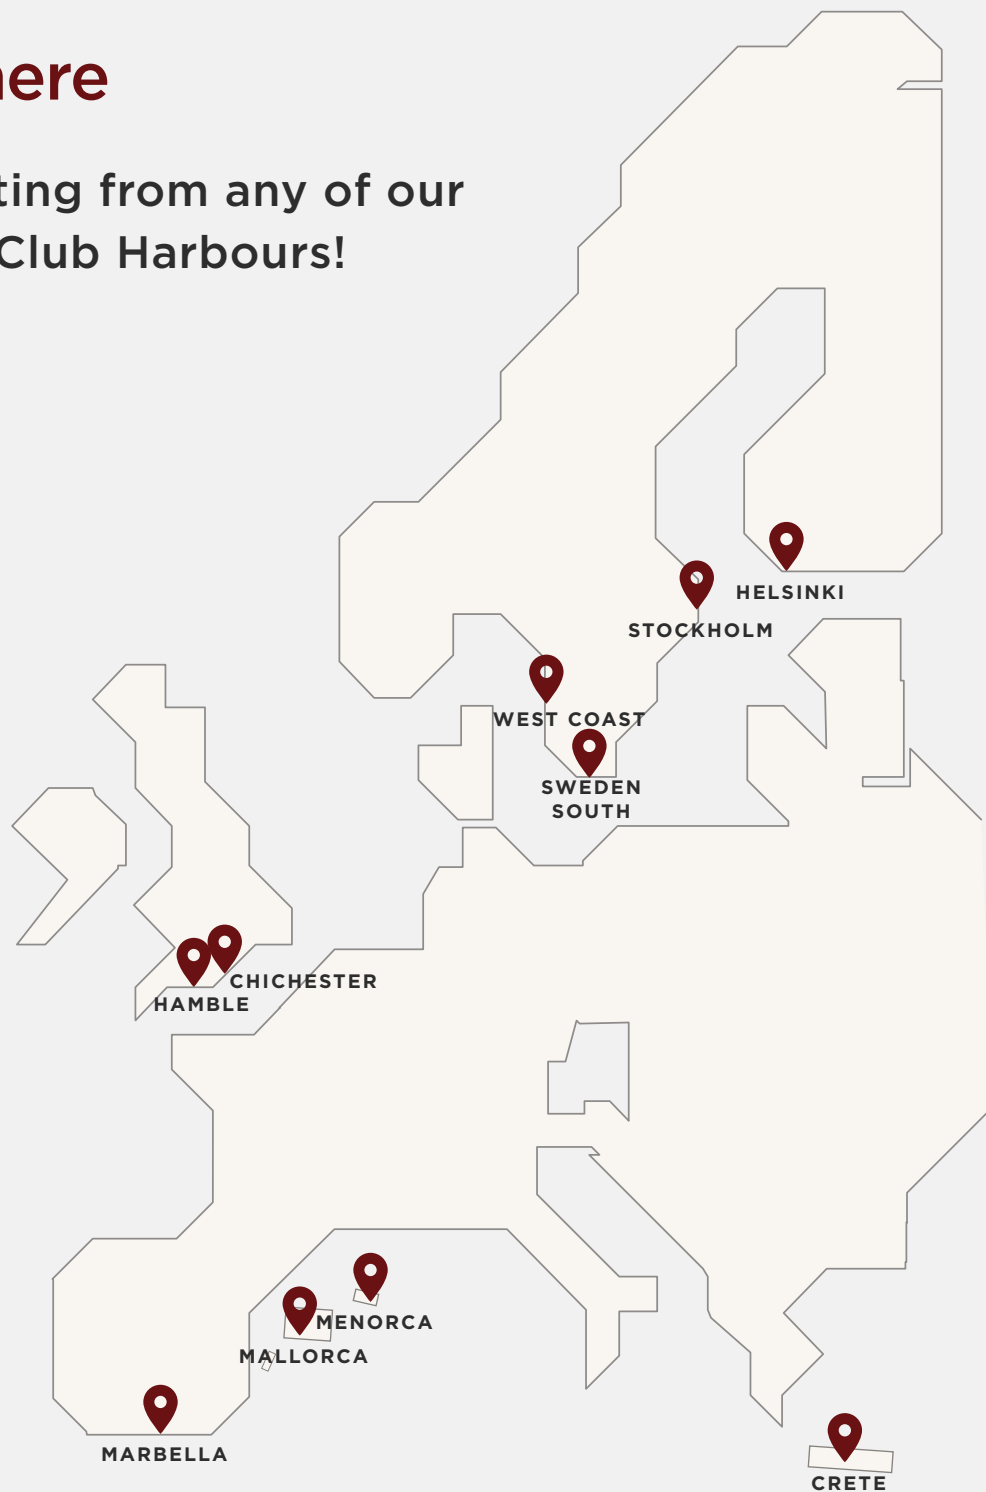 ere
ting from any of our
Club Harbours!
HELSINKI
STOCKHOLM
WEST COAST
SWEDEN
SOUTH
CHICHESTER
HAMBLE
MENORCA
MALLORCA
MARBELLA
CRETE